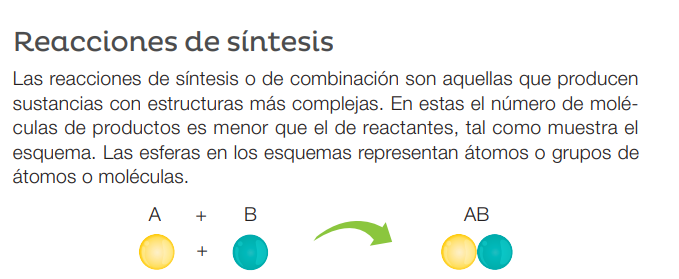 Reacciones de síntesis
Las reacciones de síntesis o de combinación son aquellas que producen
sustancias con estructuras más complejas. En estas el número de molé-
culas de productos es menor que el de reactantes, tal como muestra el
esquema. Las esferas en los esquemas representan átomos o grupos de
átomos o moléculas.
A + B AB
+